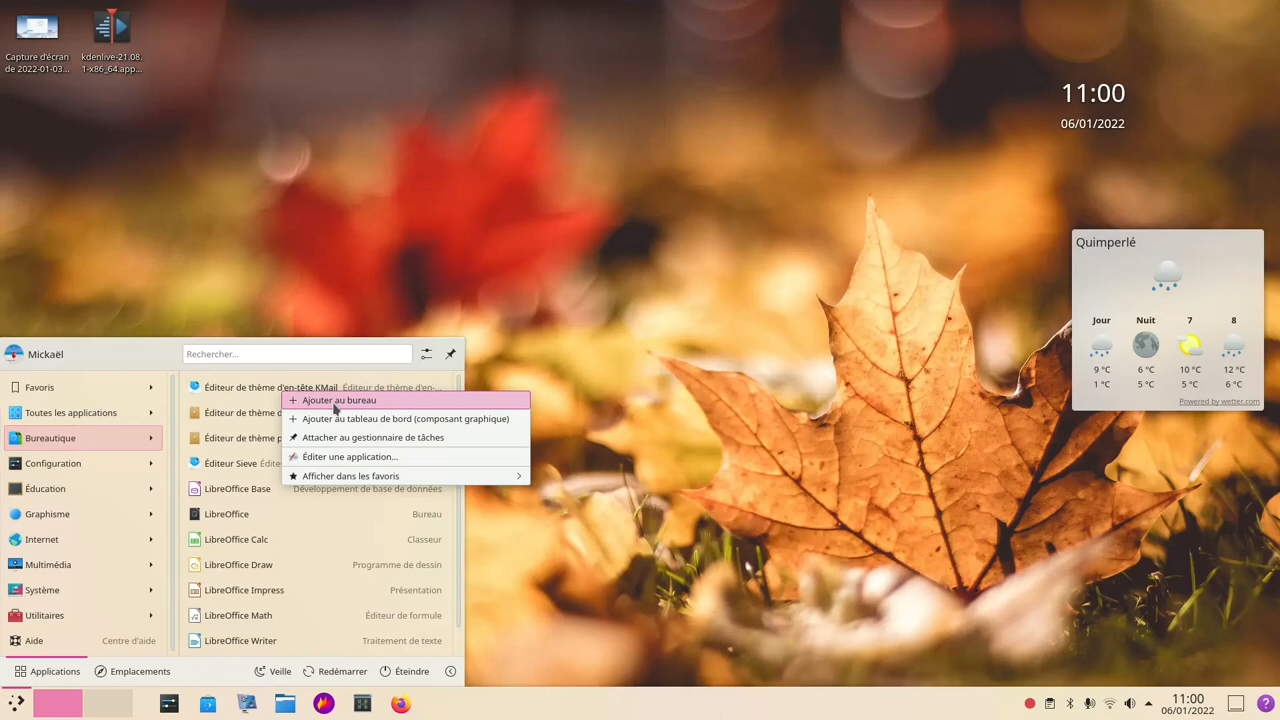 Capture d'écran
de 2022-01-03...
kdenlive-21.08.
1-x86_64.app...
11:00
06/01/2022
Quimperlé
Jour Nuit 7 8
9 °C 6 °C 10 °C 12 °C
1 °C 5 °C 5 °C 6 °C
Powered by wetter.com
Mickaël
Rechercher...
Favoris
Toutes les applications
Bureautique
Configuration
Éducation
Graphisme
Internet
Multimédia
Système
Utilitaires
Aide Centre d'aide
Éditeur de thème d'en-tête KMail Éditeur de thème d'en-...
Éditeur de thème
Éditeur de thème
Éditeur Sieve
LibreOffice Base Développement de base de données
LibreOffice Bureau
LibreOffice Calc Classeur
LibreOffice Draw Programme de dessin
LibreOffice Impress Présentation
LibreOffice Math Éditeur de formule
LibreOffice Writer Traitement de texte
Ajouter au bureau
Ajouter au tableau de bord (composant graphique)
Attacher au gestionnaire de tâches
Éditer une application...
Afficher dans les favoris
Applications Emplacements Veille Redémarrer Éteindre
11:00
06/01/2022